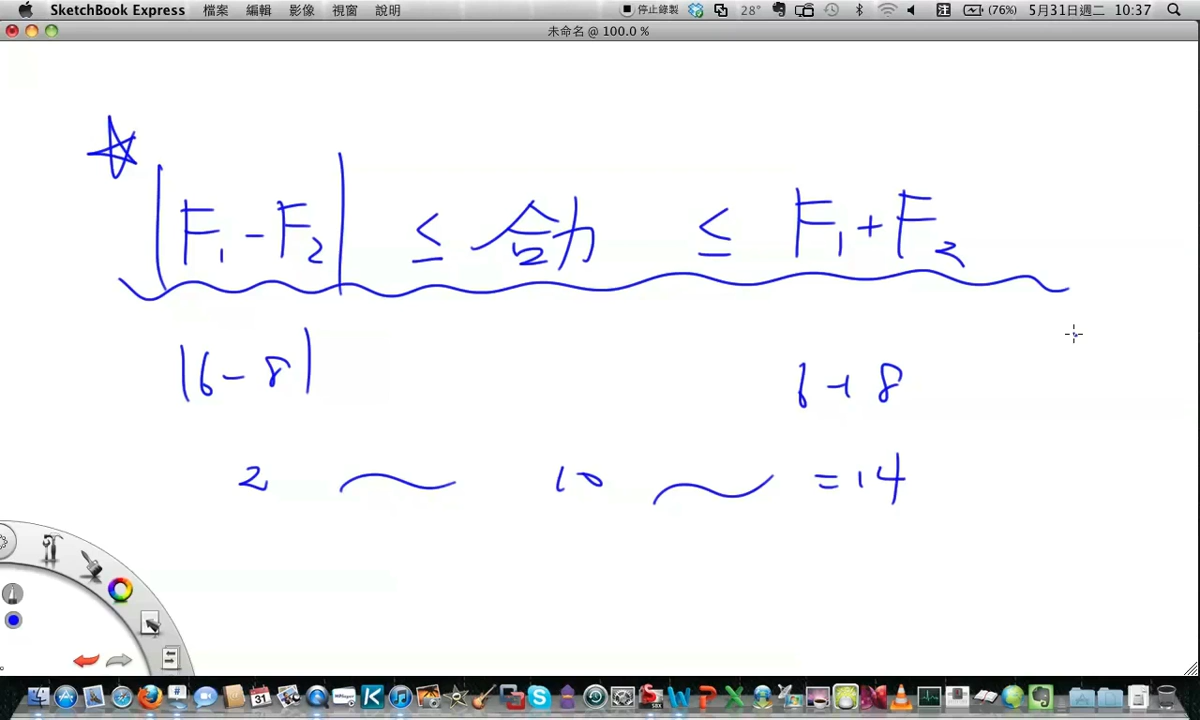 SketchBook Express 檔案 編輯 影像 視窗 說明 停止錄製 28° 注 (76%) 5月31日週二 10:37
未命名 @ 100.0 %
|F₁-F₂| ≤ 合力 ≤ F₁+F₂
|6-8| 6+8
2 ~ 10 ~ =14